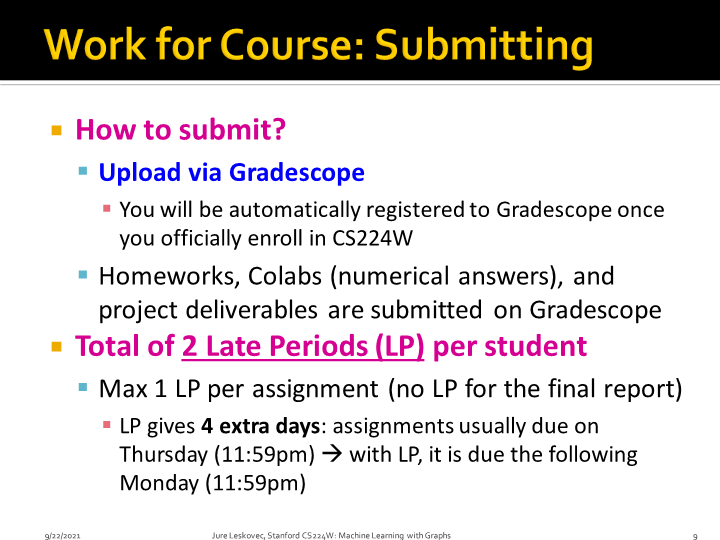 Work for Course: Submitting
How to submit?
Upload via Gradescope
You will be automatically registered to Gradescope once
you officially enroll in CS224W
Homeworks, Colabs (numerical answers), and
project deliverables are submitted on Gradescope
Total of 2 Late Periods (LP) per student
Max 1 LP per assignment (no LP for the final report)
LP gives 4 extra days: assignments usually due on
Thursday (11:59pm) → with LP, it is due the following
Monday (11:59pm)
9/22/2021 Jure Leskovec, Stanford CS224W: Machine Learning with Graphs 9